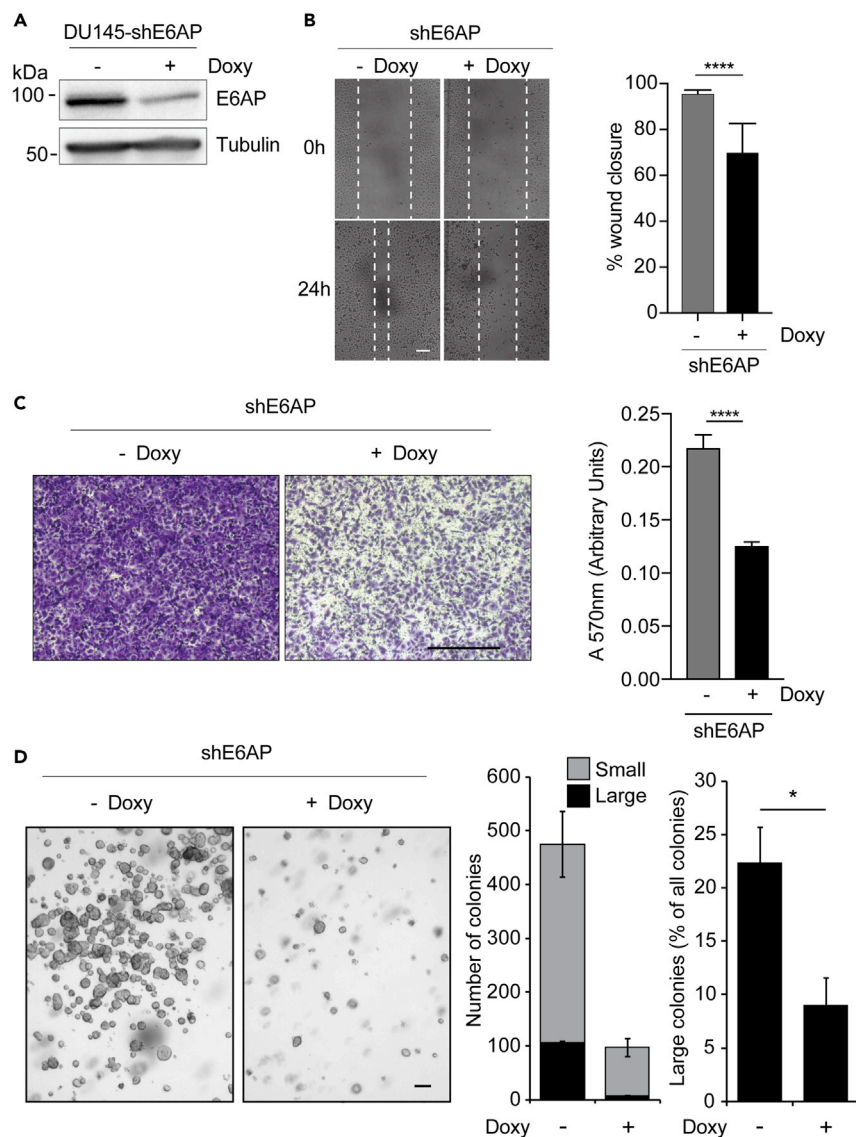 A
DU145-shE6AP
kDa - + Doxy
100 - E6AP
50 - Tubulin
B
shE6AP
- Doxy + Doxy
0h
24h
% wound closure
100
80
60
40
20
0
****
- + Doxy
shE6AP
C
shE6AP
- Doxy + Doxy
A 570nm (Arbitrary Units)
0.25
0.20
0.15
0.10
0.05
0.00
****
- + Doxy
shE6AP
D
shE6AP
- Doxy + Doxy
Number of colonies
600
500
400
300
200
100
0
Small
Large
Doxy - +
Large colonies (% of all colonies)
30
25
20
15
10
5
0
*
Doxy - +